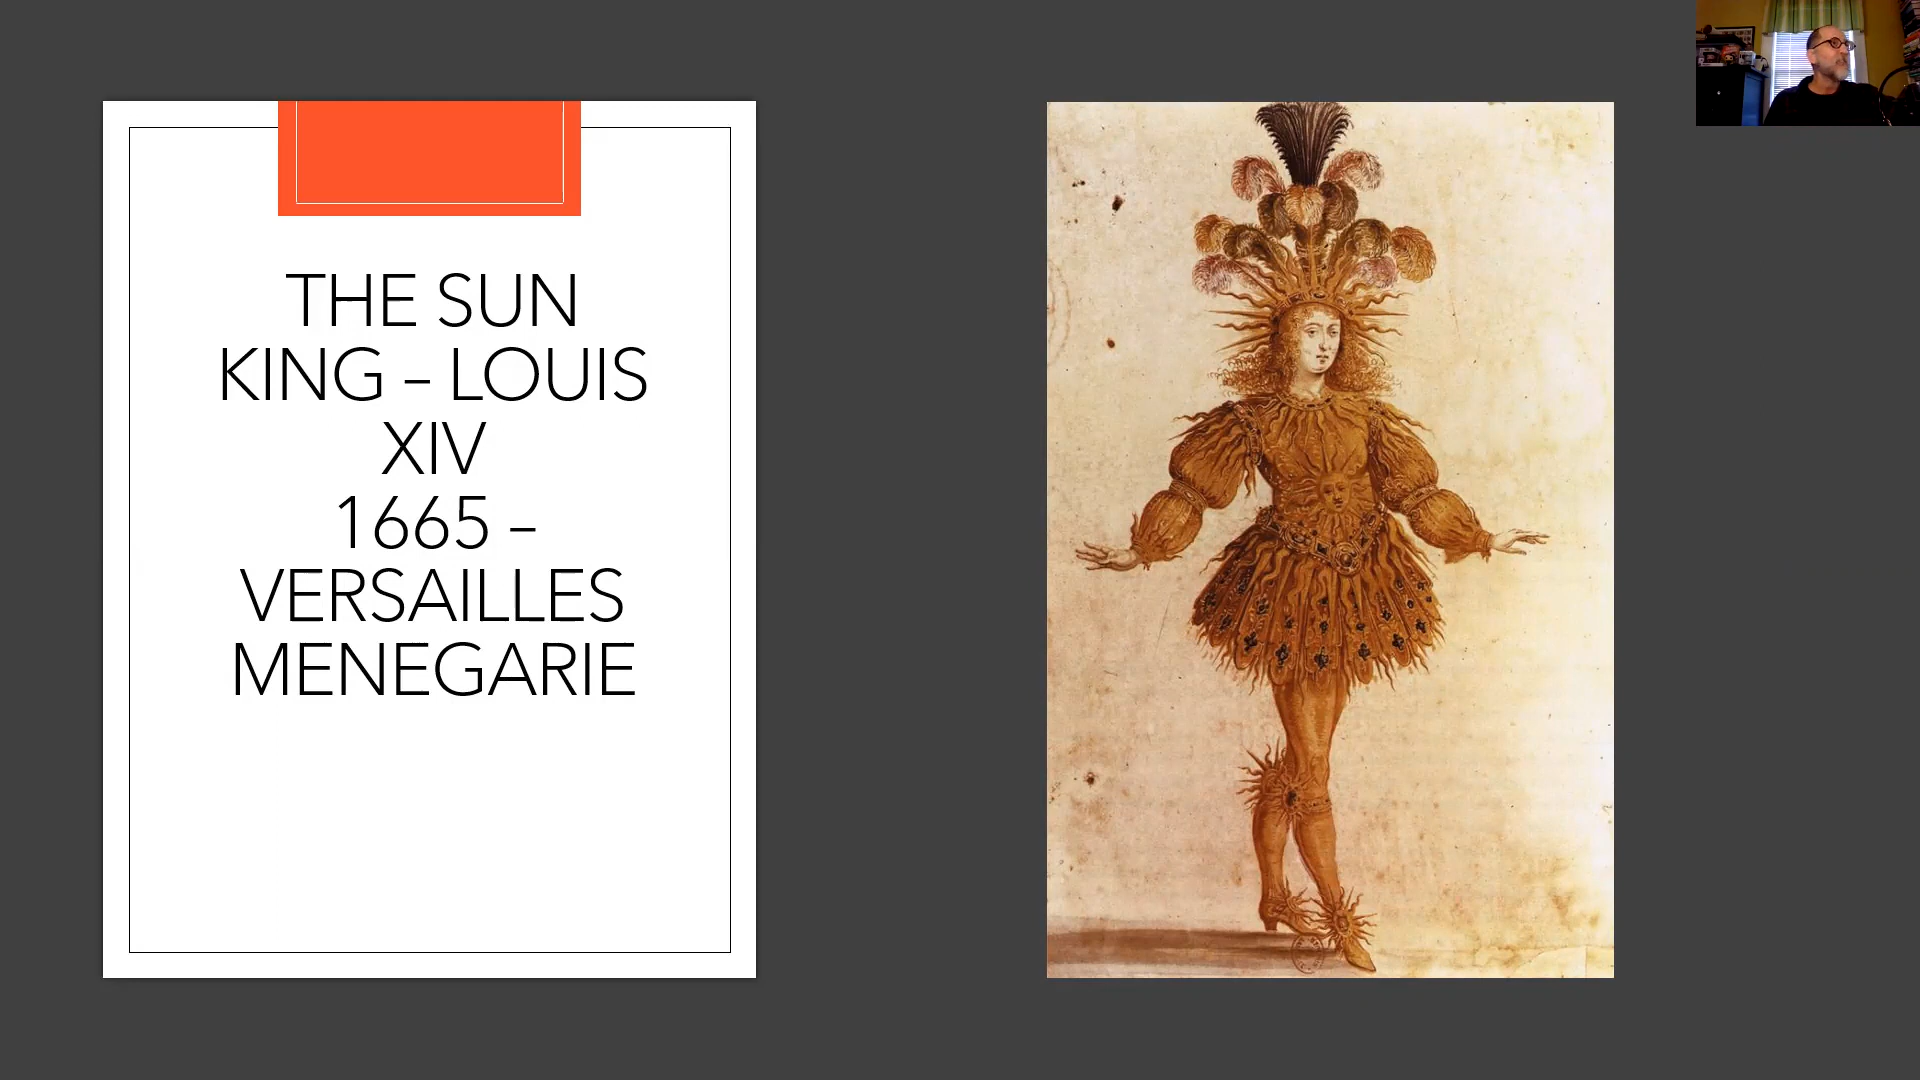 THE SUN
KING – LOUIS
XIV
1665 –
VERSAILLES
MENEGARIE